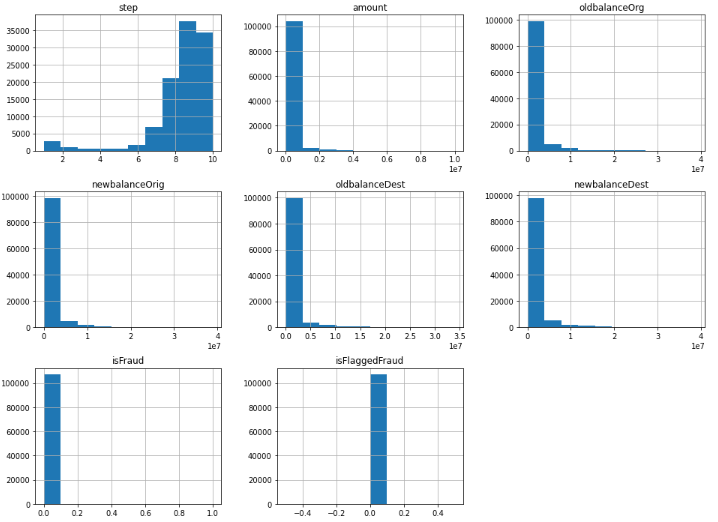 step
amount
oldbalanceOrg
35000
30000
25000
20000
15000
10000
5000
0
2 4 6 8 10
100000
80000
60000
40000
20000
0
0.0 0.2 0.4 0.6 0.8 1.0
1e7
100000
80000
60000
40000
20000
0
0 1 2 3 4
1e7
newbalanceOrig
oldbalanceDest
newbalanceDest
100000
80000
60000
40000
20000
0
0 1 2 3 4
1e7
100000
80000
60000
40000
20000
0
0.0 0.5 1.0 1.5 2.0 2.5 3.0 3.5
1e7
100000
80000
60000
40000
20000
0
0 1 2 3 4
1e7
isFraud
isFlaggedFraud
100000
80000
60000
40000
20000
0
0.0 0.2 0.4 0.6 0.8 1.0
100000
80000
60000
40000
20000
0
−0.4 −0.2 0.0 0.2 0.4